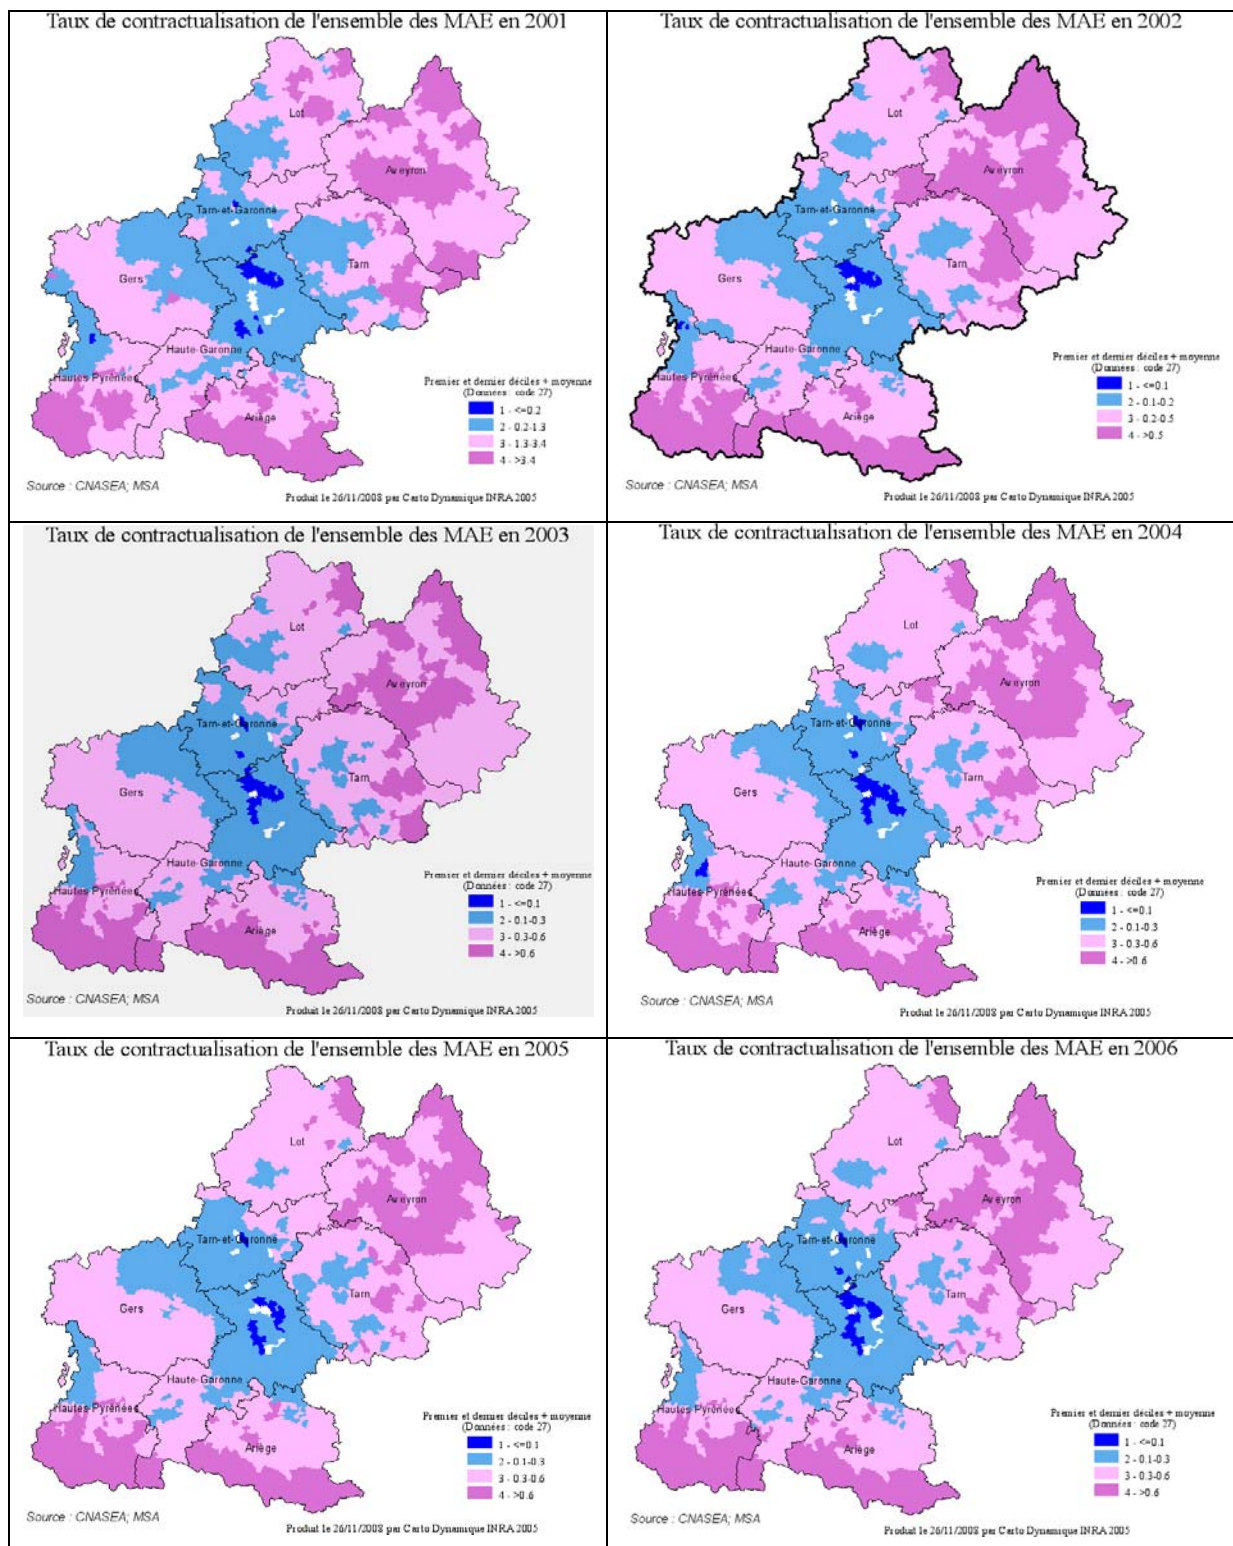 Taux de contractualisation de l'ensemble des MAE en 2001
Lot
Aveyron
Tarn-et-Garonne
Gers
Tarn
Haute-Garonne
Hautes Pyrénées
Ariège
Premier et dernier déciles + moyenne
(Données : code 27)
1 - <=0.2
2 - 0.2-1.3
3 - 1.3-3.4
4 - >3.4
Source : CNASEA; MSA
Produit le 26/11/2008 par Carto Dynamique INRA 2005
Taux de contractualisation de l'ensemble des MAE en 2002
Lot
Aveyron
Tarn-et-Garonne
Gers
Tarn
Haute-Garonne
Hautes Pyrénées
Ariège
Premier et dernier déciles + moyenne
(Données : code 27)
1 - <=0.1
2 - 0.1-0.2
3 - 0.2-0.5
4 - >0.5
Source : CNASEA; MSA
Produit le 26/11/2008 par Carto Dynamique INRA 2005
Taux de contractualisation de l'ensemble des MAE en 2003
Lot
Aveyron
Tarn-et-Garonne
Gers
Tarn
Haute-Garonne
Hautes Pyrénées
Ariège
Premier et dernier déciles + moyenne
(Données : code 27)
1 - <=0.1
2 - 0.1-0.3
3 - 0.3-0.6
4 - >0.6
Source : CNASEA; MSA
Produit le 26/11/2008 par Carto Dynamique INRA 2005
Taux de contractualisation de l'ensemble des MAE en 2004
Lot
Aveyron
Tarn-et-Garonne
Gers
Tarn
Haute-Garonne
Hautes Pyrénées
Ariège
Premier et dernier déciles + moyenne
(Données : code 27)
1 - <=0.1
2 - 0.1-0.3
3 - 0.3-0.6
4 - >0.6
Source : CNASEA; MSA
Produit le 26/11/2008 par Carto Dynamique INRA 2005
Taux de contractualisation de l'ensemble des MAE en 2005
Lot
Aveyron
Tarn-et-Garonne
Gers
Tarn
Haute-Garonne
Hautes Pyrénées
Ariège
Premier et dernier déciles + moyenne
(Données : code 27)
1 - <=0.1
2 - 0.1-0.3
3 - 0.3-0.6
4 - >0.6
Source : CNASEA; MSA
Produit le 26/11/2008 par Carto Dynamique INRA 2005
Taux de contractualisation de l'ensemble des MAE en 2006
Lot
Aveyron
Tarn-et-Garonne
Gers
Tarn
Haute-Garonne
Hautes Pyrénées
Ariège
Premier et dernier déciles + moyenne
(Données : code 27)
1 - <=0.1
2 - 0.1-0.3
3 - 0.3-0.6
4 - >0.6
Source : CNASEA; MSA
Produit le 26/11/2008 par Carto Dynamique INRA 2005